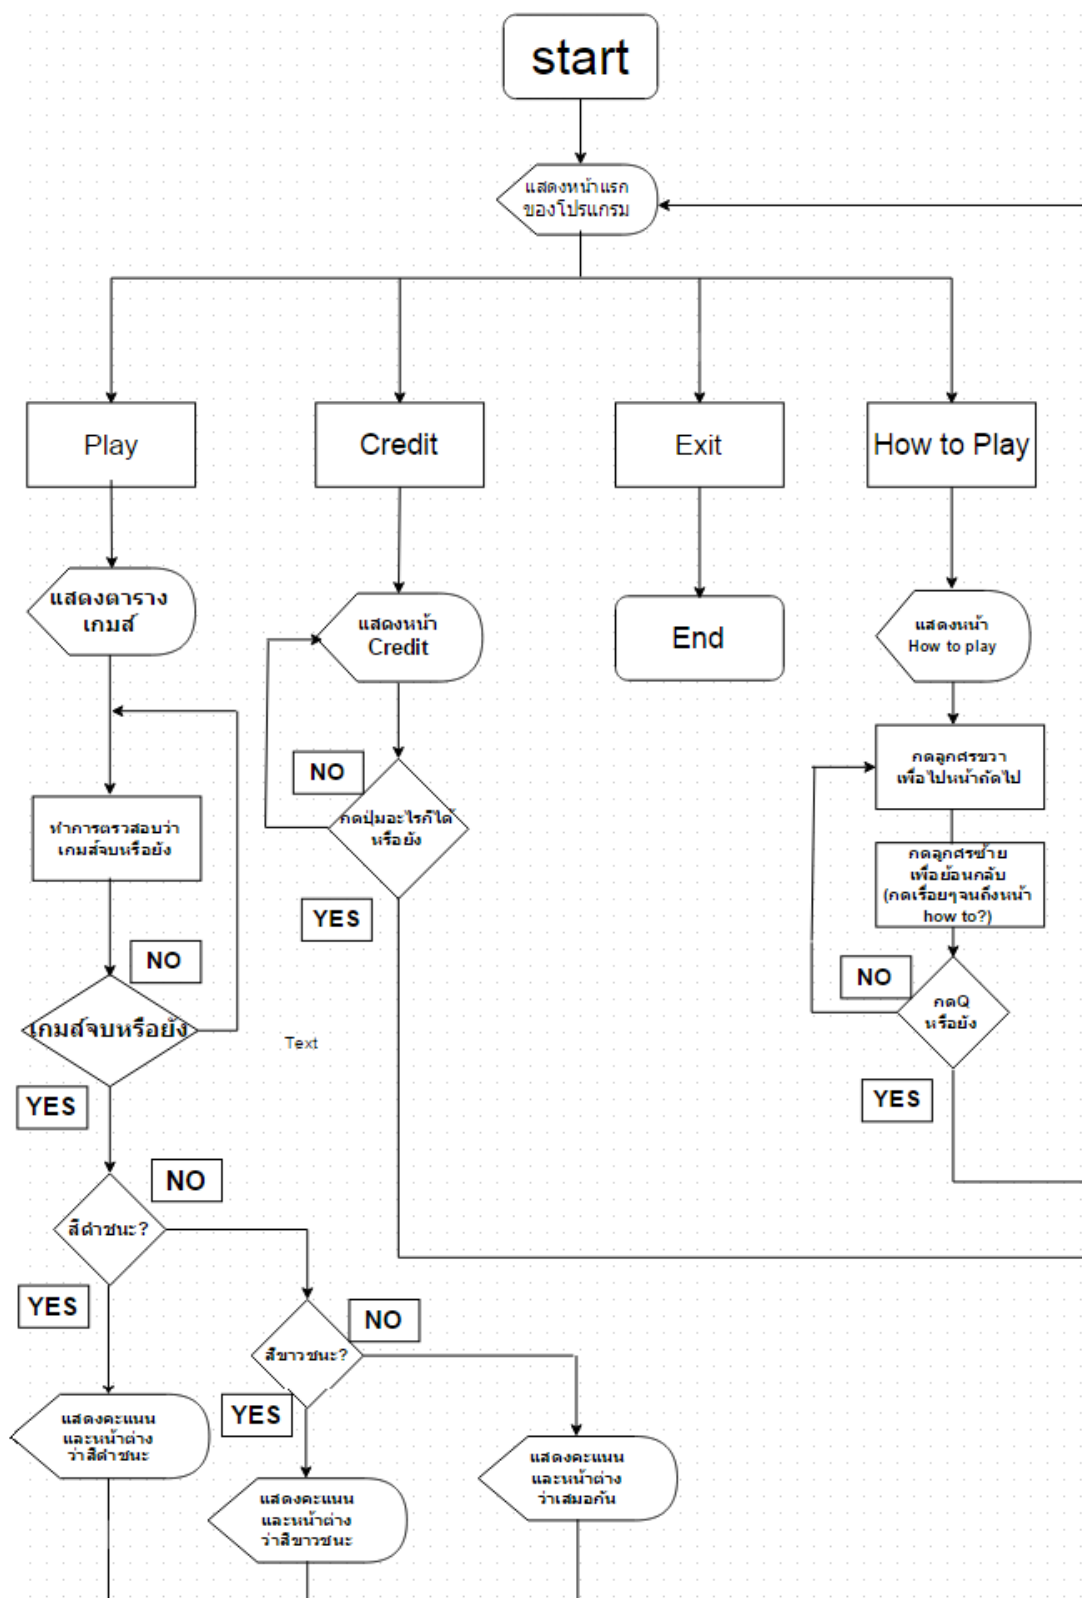 start
แสดงหน้าแรก
ของโปรแกรม
Play
Credit
Exit
How to Play
แสดงตาราง
เกมส์
แสดงหน้า
Credit
End
แสดงหน้า
How to play
NO
กดลูกศรขวา
เพื่อไปหน้าถัดไป
ทำการตรวสอบว่า
เกมส์จบหรือยัง
กดปุ่มอะไรก็ได้
หรือยัง
กดลูกศรซ้าย
เพื่อย้อนกลับ
(กดเรื่อยๆจนถึงหน้า
how to?)
YES
NO
NO
กดQ
หรือยัง
เกมส์จบหรือยัง
Text
YES
YES
NO
สีดำชนะ?
YES
NO
สีขาวชนะ?
YES
แสดงคะแนน
และหน้าต่าง
ว่าสีดำชนะ
แสดงคะแนน
และหน้าต่าง
ว่าเสมอกัน
แสดงคะแนน
และหน้าต่าง
ว่าสีขาวชนะ